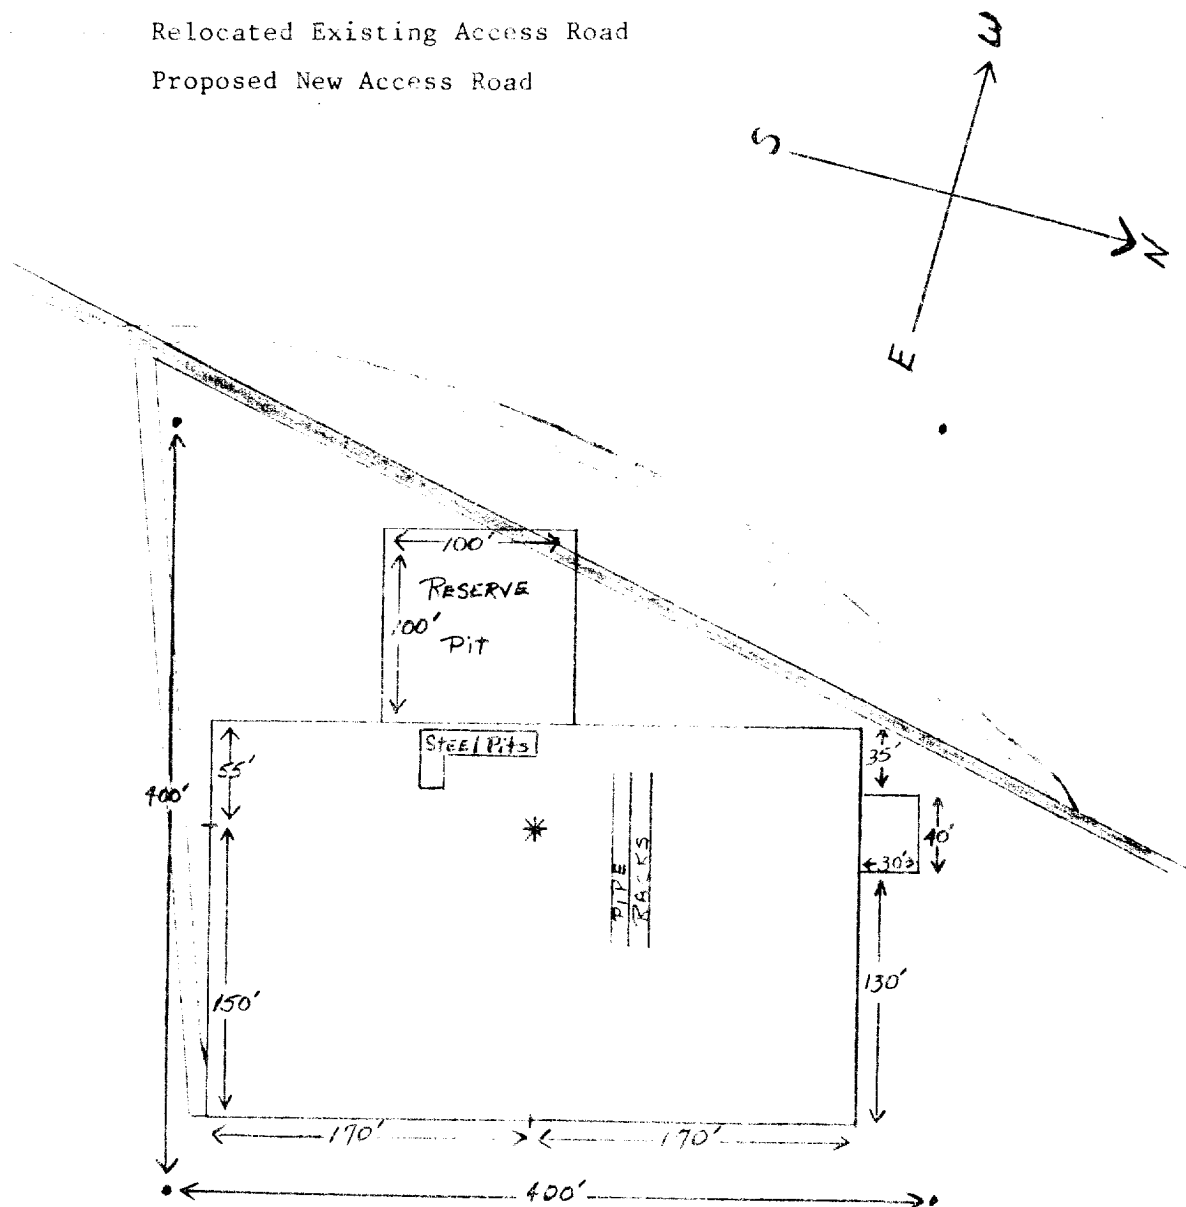 Relocated Existing Access Road
Proposed New Access Road
W
S
N
E
100'
RESERVE
100'
Pit
Steel Pits
55'
35'
400'
40'
30'
PIPE
RACKS
150'
130'
170'
170'
400'